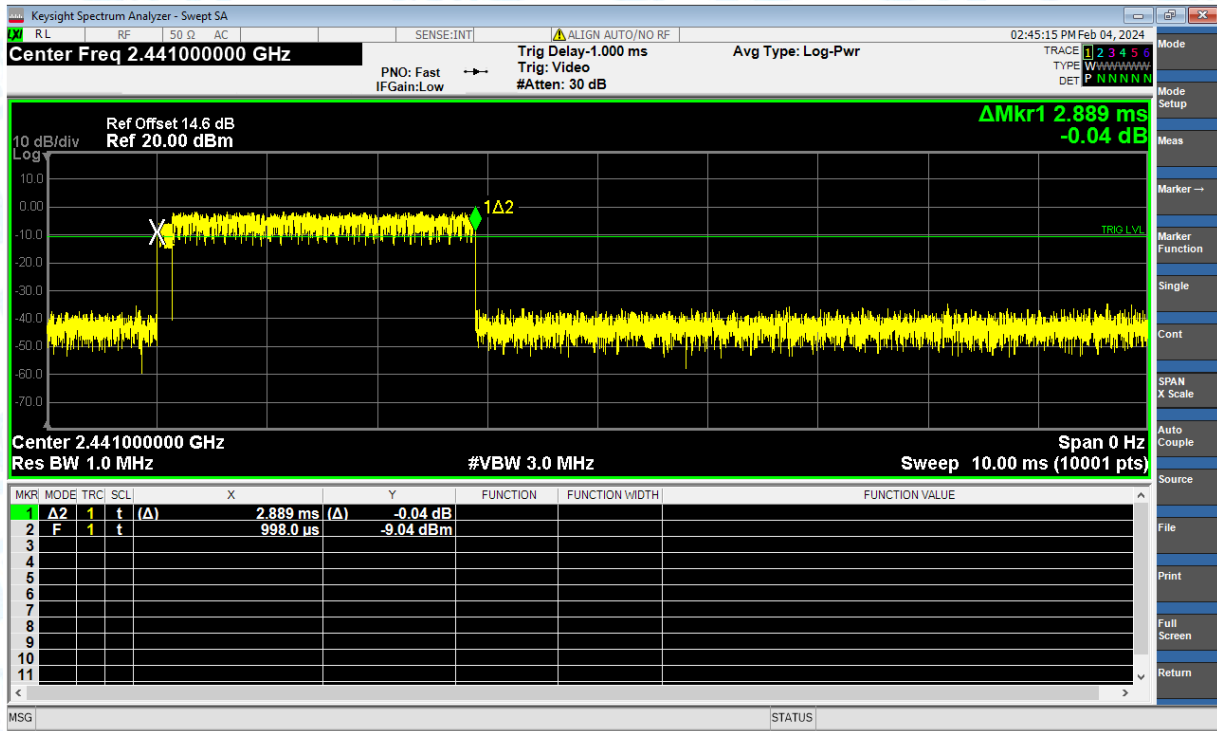 Keysight Spectrum Analyzer - Swept SA
LXI RL RF 50 Ω AC SENSE:INT ALIGN AUTO/NO RF 02:45:15 PM Feb 04, 2024
Center Freq 2.441000000 GHz
PNO: Fast
IFGain:Low
Trig Delay-1.000 ms
Trig: Video
#Atten: 30 dB
Avg Type: Log-Pwr
TRACE 1 2 3 4 5 6
TYPE WWWWWW
DET P N N N N N
ΔMkr1 2.889 ms
-0.04 dB
Ref Offset 14.6 dB
10 dB/div Ref 20.00 dBm
Log
10.0
0.00
-10.0
-20.0
-30.0
-40.0
-50.0
-60.0
-70.0
1Δ2
TRIG LVL
Center 2.441000000 GHz Span 0 Hz
Res BW 1.0 MHz #VBW 3.0 MHz Sweep 10.00 ms (10001 pts)
MKR MODE TRC SCL X Y FUNCTION FUNCTION WIDTH FUNCTION VALUE
1 Δ2 1 t (Δ) 2.889 ms (Δ) -0.04 dB
2 F 1 t 998.0 µs -9.04 dBm
3
4
5
6
7
8
9
10
11
MSG STATUS
Mode
Mode
Setup
Meas
Marker →
Marker
Function
Single
Cont
SPAN
X Scale
Auto
Couple
Source
File
Print
Full
Screen
Return